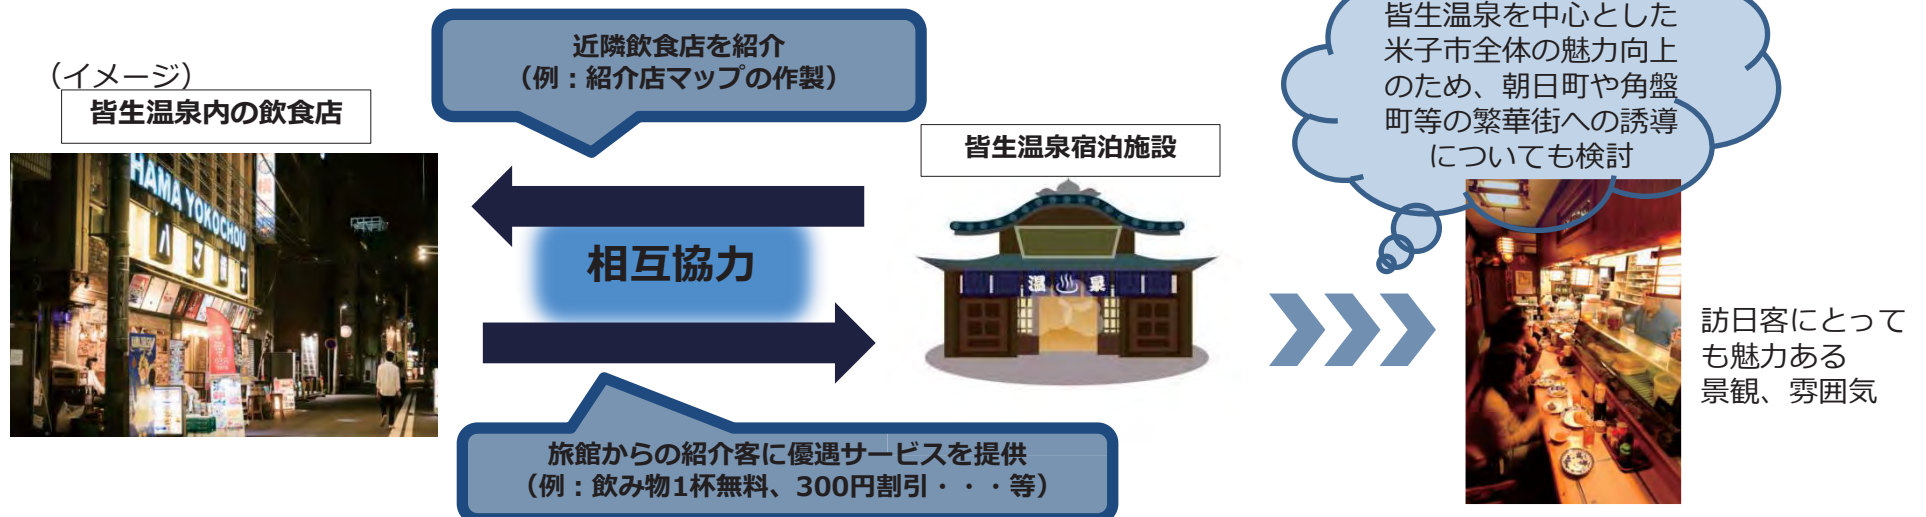 （イメージ）
皆生温泉内の飲食店
近隣飲食店を紹介
（例：紹介店マップの作製）
皆生温泉宿泊施設
皆生温泉を中心とした
米子市全体の魅力向上
のため、朝日町や角盤
町等の繁華街への誘導
についても検討
HAMA YOKOCHOU
相互協力
温 ♨ 泉
訪日客にとって
も魅力ある
景観、雰囲気
旅館からの紹介客に優遇サービスを提供
（例：飲み物1杯無料、300円割引・・・等）